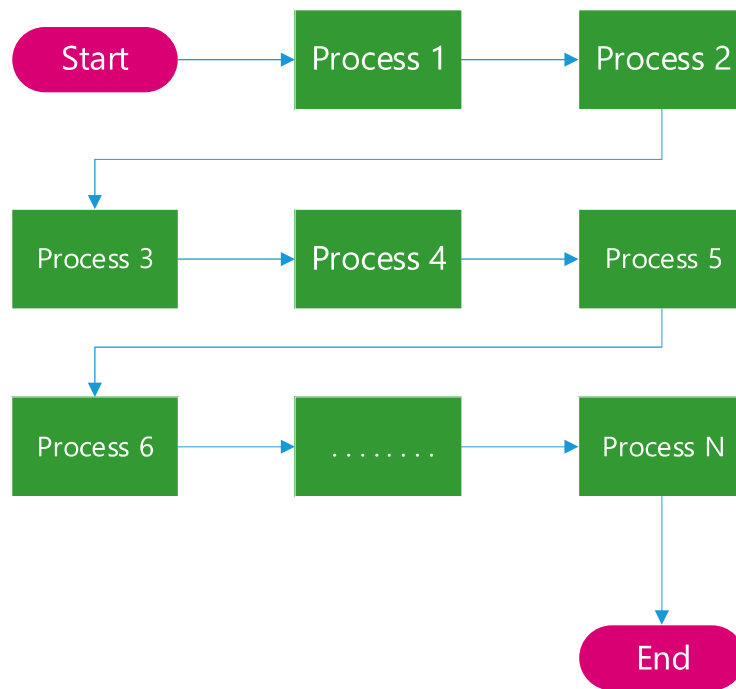 Start
Process 1
Process 2
Process 3
Process 4
Process 5
Process 6
. . . . . . . .
Process N
End